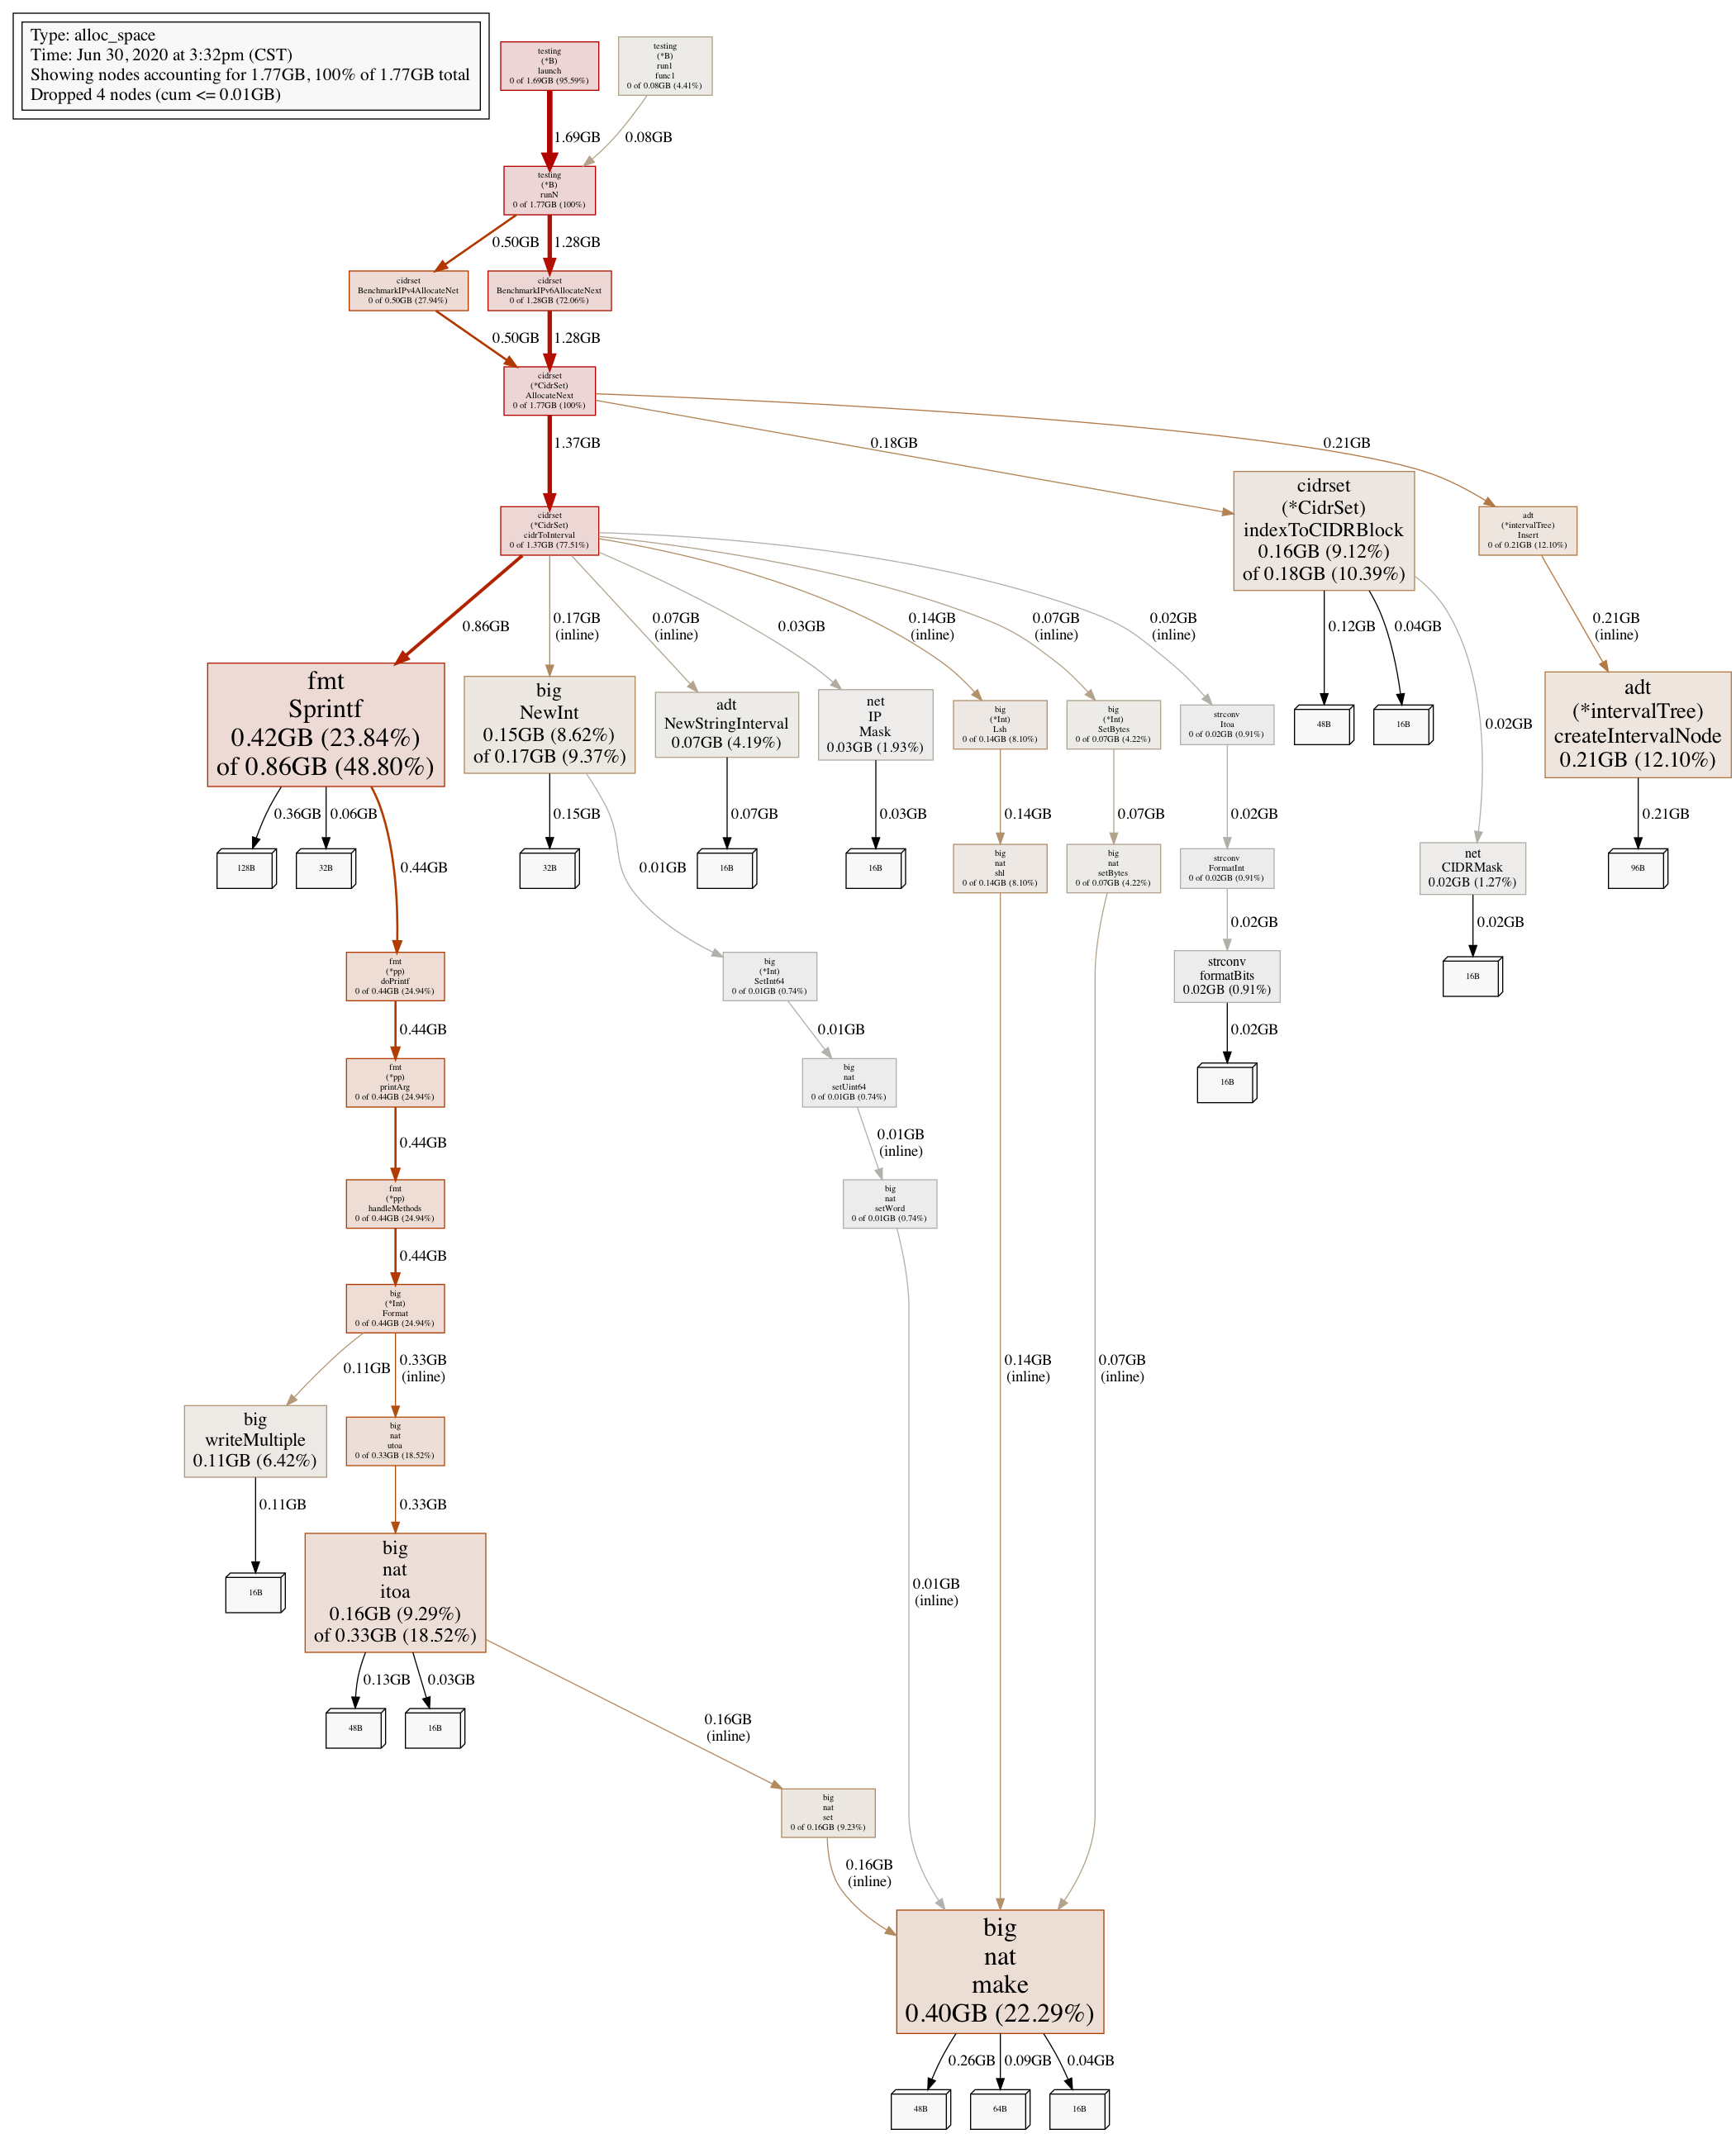 Type: alloc_space
Time: Jun 30, 2020 at 3:32pm (CST)
Showing nodes accounting for 1.77GB, 100% of 1.77GB total
Dropped 4 nodes (cum <= 0.01GB)
testing
(*B)
launch
0 of 1.69GB (95.59%)
testing
(*B)
run1
func1
0 of 0.08GB (4.41%)
1.69GB
0.08GB
testing
(*B)
runN
0 of 1.77GB (100%)
0.50GB
1.28GB
cidrset
BenchmarkIPv4AllocateNet
0 of 0.50GB (27.94%)
cidrset
BenchmarkIPv6AllocateNext
0 of 1.28GB (72.06%)
0.50GB
1.28GB
cidrset
(*CidrSet)
AllocateNext
0 of 1.77GB (100%)
1.37GB
0.18GB
0.21GB
cidrset
(*CidrSet)
cidrToInterval
0 of 1.37GB (77.51%)
cidrset
(*CidrSet)
indexToCIDRBlock
0.16GB (9.12%)
of 0.18GB (10.39%)
adt
(*intervalTree)
Insert
0 of 0.21GB (12.10%)
0.86GB
0.17GB
(inline)
0.07GB
(inline)
0.03GB
0.14GB
(inline)
0.07GB
(inline)
0.02GB
(inline)
0.12GB
0.04GB
0.02GB
0.21GB
(inline)
fmt
Sprintf
0.42GB (23.84%)
of 0.86GB (48.80%)
big
NewInt
0.15GB (8.62%)
of 0.17GB (9.37%)
adt
NewStringInterval
0.07GB (4.19%)
net
IP
Mask
0.03GB (1.93%)
big
(*Int)
Lsh
0 of 0.14GB (8.10%)
big
(*Int)
SetBytes
0 of 0.07GB (4.22%)
strconv
Itoa
0 of 0.02GB (0.91%)
48B
16B
adt
(*intervalTree)
createIntervalNode
0.21GB (12.10%)
0.36GB
0.06GB
0.44GB
0.15GB
0.01GB
0.07GB
0.03GB
0.14GB
0.07GB
0.02GB
0.21GB
128B
32B
32B
16B
16B
big
nat
shl
0 of 0.14GB (8.10%)
big
nat
setBytes
0 of 0.07GB (4.22%)
strconv
FormatInt
0 of 0.02GB (0.91%)
net
CIDRMask
0.02GB (1.27%)
96B
0.02GB
0.02GB
fmt
(*pp)
doPrintf
0 of 0.44GB (24.94%)
big
(*Int)
SetInt64
0 of 0.01GB (0.74%)
strconv
formatBits
0.02GB (0.91%)
16B
0.44GB
0.01GB
0.02GB
fmt
(*pp)
printArg
0 of 0.44GB (24.94%)
big
nat
setUint64
0 of 0.01GB (0.74%)
16B
0.44GB
0.01GB
(inline)
fmt
(*pp)
handleMethods
0 of 0.44GB (24.94%)
big
nat
setWord
0 of 0.01GB (0.74%)
0.44GB
big
(*Int)
Format
0 of 0.44GB (24.94%)
0.11GB
0.33GB
(inline)
0.14GB
(inline)
0.07GB
(inline)
big
writeMultiple
0.11GB (6.42%)
big
nat
utoa
0 of 0.33GB (18.52%)
0.11GB
0.33GB
16B
big
nat
itoa
0.16GB (9.29%)
of 0.33GB (18.52%)
0.01GB
(inline)
0.13GB
0.03GB
0.16GB
(inline)
48B
16B
big
nat
set
0 of 0.16GB (9.23%)
0.16GB
(inline)
big
nat
make
0.40GB (22.29%)
0.26GB
0.09GB
0.04GB
48B
64B
16B